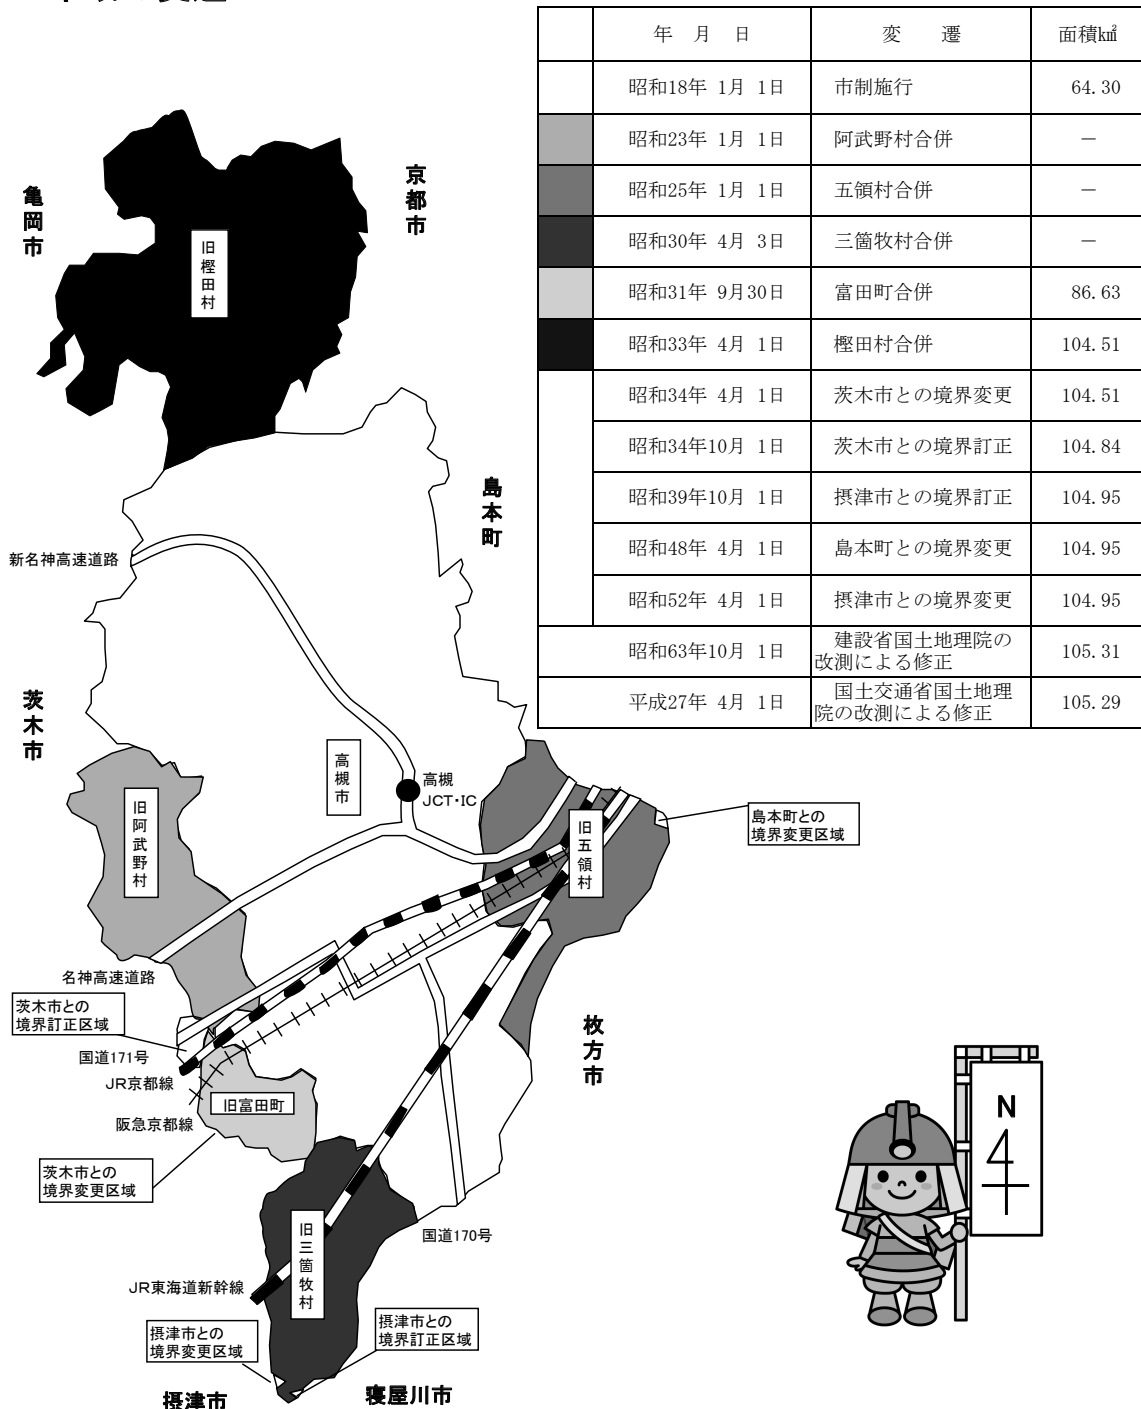 年 月 日 変 遷 面積k㎡
昭和18年 1月 1日 市制施行 64.30
昭和23年 1月 1日 阿武野村合併 －
昭和25年 1月 1日 五領村合併 －
昭和30年 4月 3日 三箇牧村合併 －
昭和31年 9月30日 富田町合併 86.63
昭和33年 4月 1日 樫田村合併 104.51
昭和34年 4月 1日 茨木市との境界変更 104.51
昭和34年10月 1日 茨木市との境界訂正 104.84
昭和39年10月 1日 摂津市との境界訂正 104.95
昭和48年 4月 1日 島本町との境界変更 104.95
昭和52年 4月 1日 摂津市との境界変更 104.95
昭和63年10月 1日 建設省国土地理院の
改測による修正 105.31
平成27年 4月 1日 国土交通省国土地理
院の改測による修正 105.29
亀岡市
京都市
旧樫田村
島本町
新名神高速道路
茨木市
高槻市
高槻
JCT・IC
旧阿武野村
旧五領村
島本町との
境界変更区域
名神高速道路
茨木市との
境界訂正区域
国道171号
JR京都線
旧富田町
阪急京都線
枚方市
茨木市との
境界変更区域
国道170号
旧三箇牧村
JR東海道新幹線
摂津市との
境界変更区域
摂津市との
境界訂正区域
摂津市
寝屋川市
N